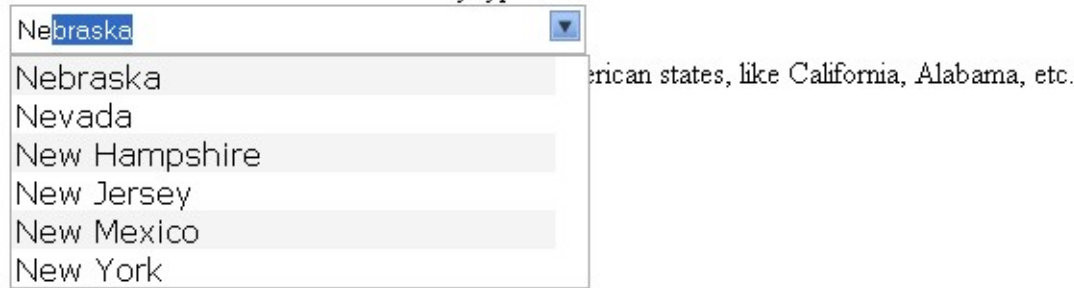 Nebraska
Nebraska
erican states, like California, Alabama, etc.
Nevada
New Hampshire
New Jersey
New Mexico
New York